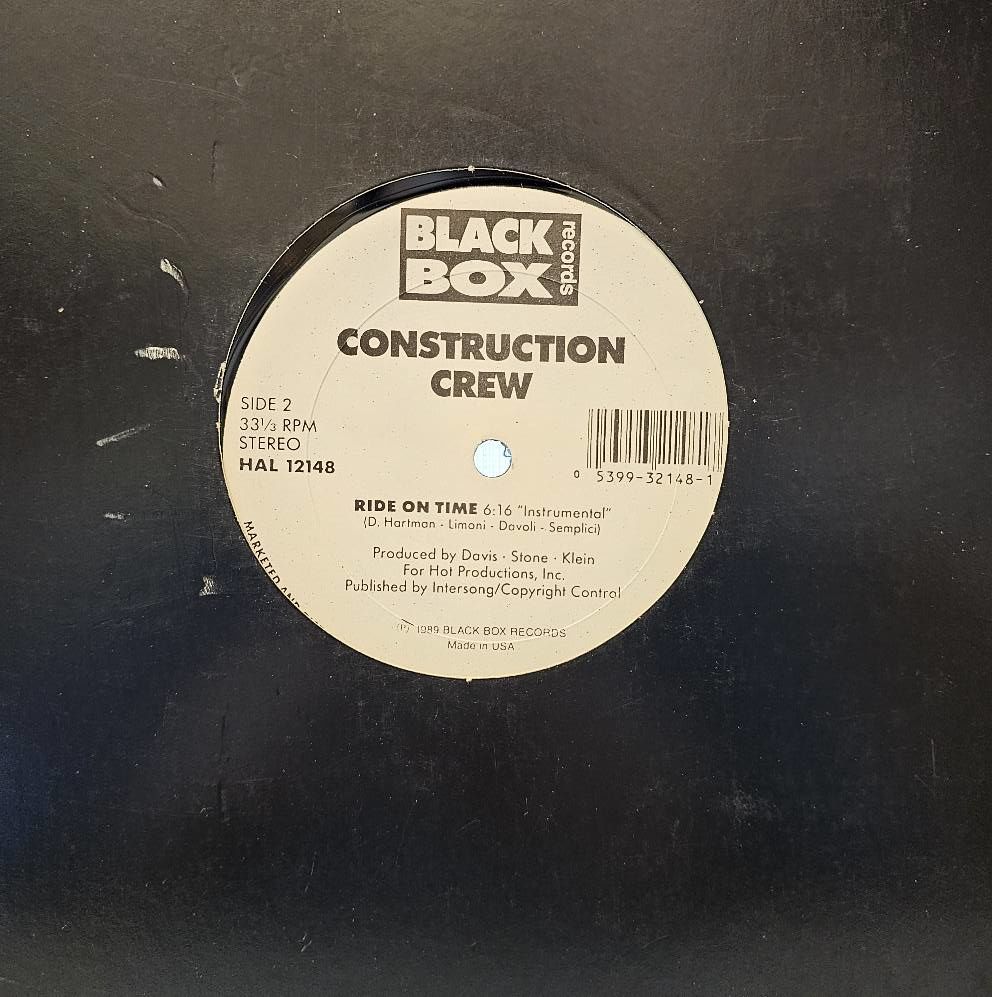 BLACK
BOX
records
CONSTRUCTION
CREW
SIDE 2
33⅓ RPM
STEREO
HAL 12148
0 5399-32148-1
RIDE ON TIME 6:16 "Instrumental"
(D. Hartman - Limoni - Davoli - Semplici)
Produced by Davis · Stone · Klein
For Hot Productions, Inc.
Published by Intersong/Copyright Control
(P) 1989 BLACK BOX RECORDS
Made in USA
MARKETED AND